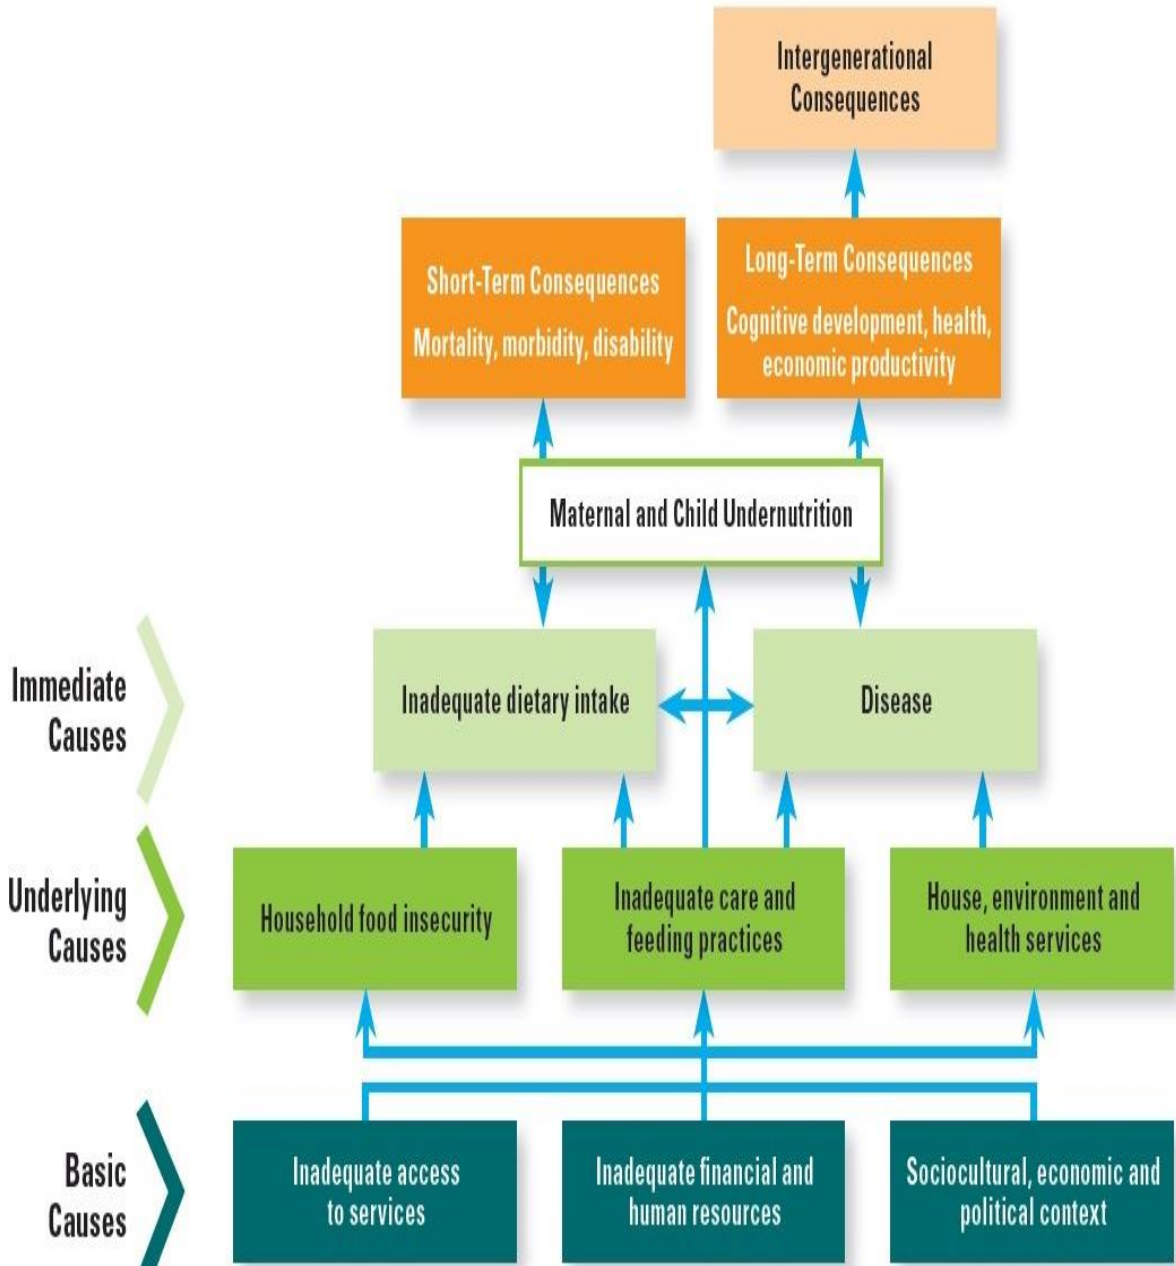 Intergenerational
Consequences
Short-Term Consequences
Mortality, morbidity, disability
Long-Term Consequences
Cognitive development, health,
economic productivity
Maternal and Child Undernutrition
Immediate
Causes
Inadequate dietary intake
Disease
Underlying
Causes
Household food insecurity
Inadequate care and
feeding practices
House, environment and
health services
Basic
Causes
Inadequate access
to services
Inadequate financial and
human resources
Sociocultural, economic and
political context